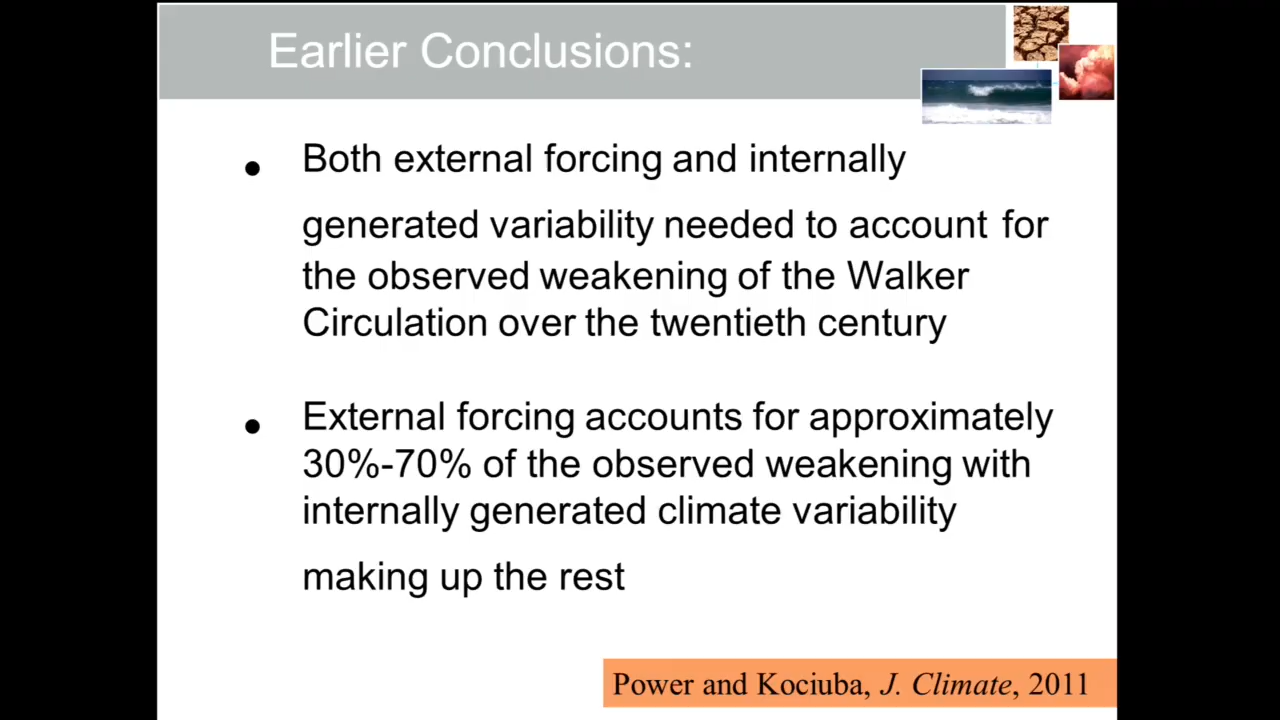 Earlier Conclusions:
• Both external forcing and internally
generated variability needed to account for
the observed weakening of the Walker
Circulation over the twentieth century
• External forcing accounts for approximately
30%-70% of the observed weakening with
internally generated climate variability
making up the rest
Power and Kociuba, J. Climate, 2011